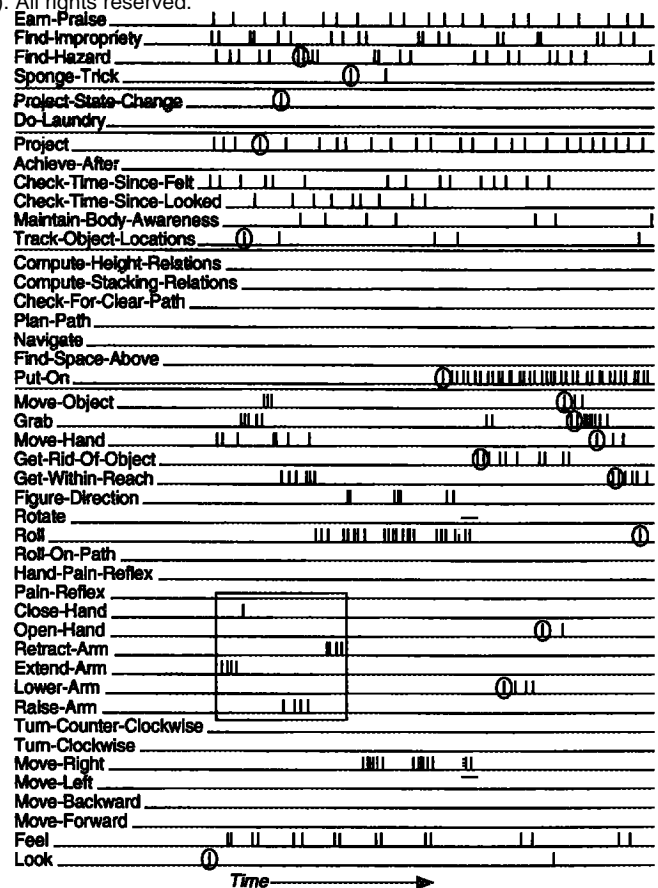 ). All rights reserved.
Earn-Praise
Find-Impropriety
Find-Hazard
Sponge-Trick
Project-State-Change
Do-Laundry
Project
Achieve-After
Check-Time-Since-Felt
Check-Time-Since-Looked
Maintain-Body-Awareness
Track-Object-Locations
Compute-Height-Relations
Compute-Stacking-Relations
Check-For-Clear-Path
Plan-Path
Navigate
Find-Space-Above
Put-On
Move-Object
Grab
Move-Hand
Get-Rid-Of-Object
Get-Within-Reach
Figure-Direction
Rotate
Roll
Roll-On-Path
Hand-Pain-Reflex
Pain-Reflex
Close-Hand
Open-Hand
Retract-Arm
Extend-Arm
Lower-Arm
Raise-Arm
Turn-Counter-Clockwise
Turn-Clockwise
Move-Right
Move-Left
Move-Backward
Move-Forward
Feel
Look
Time